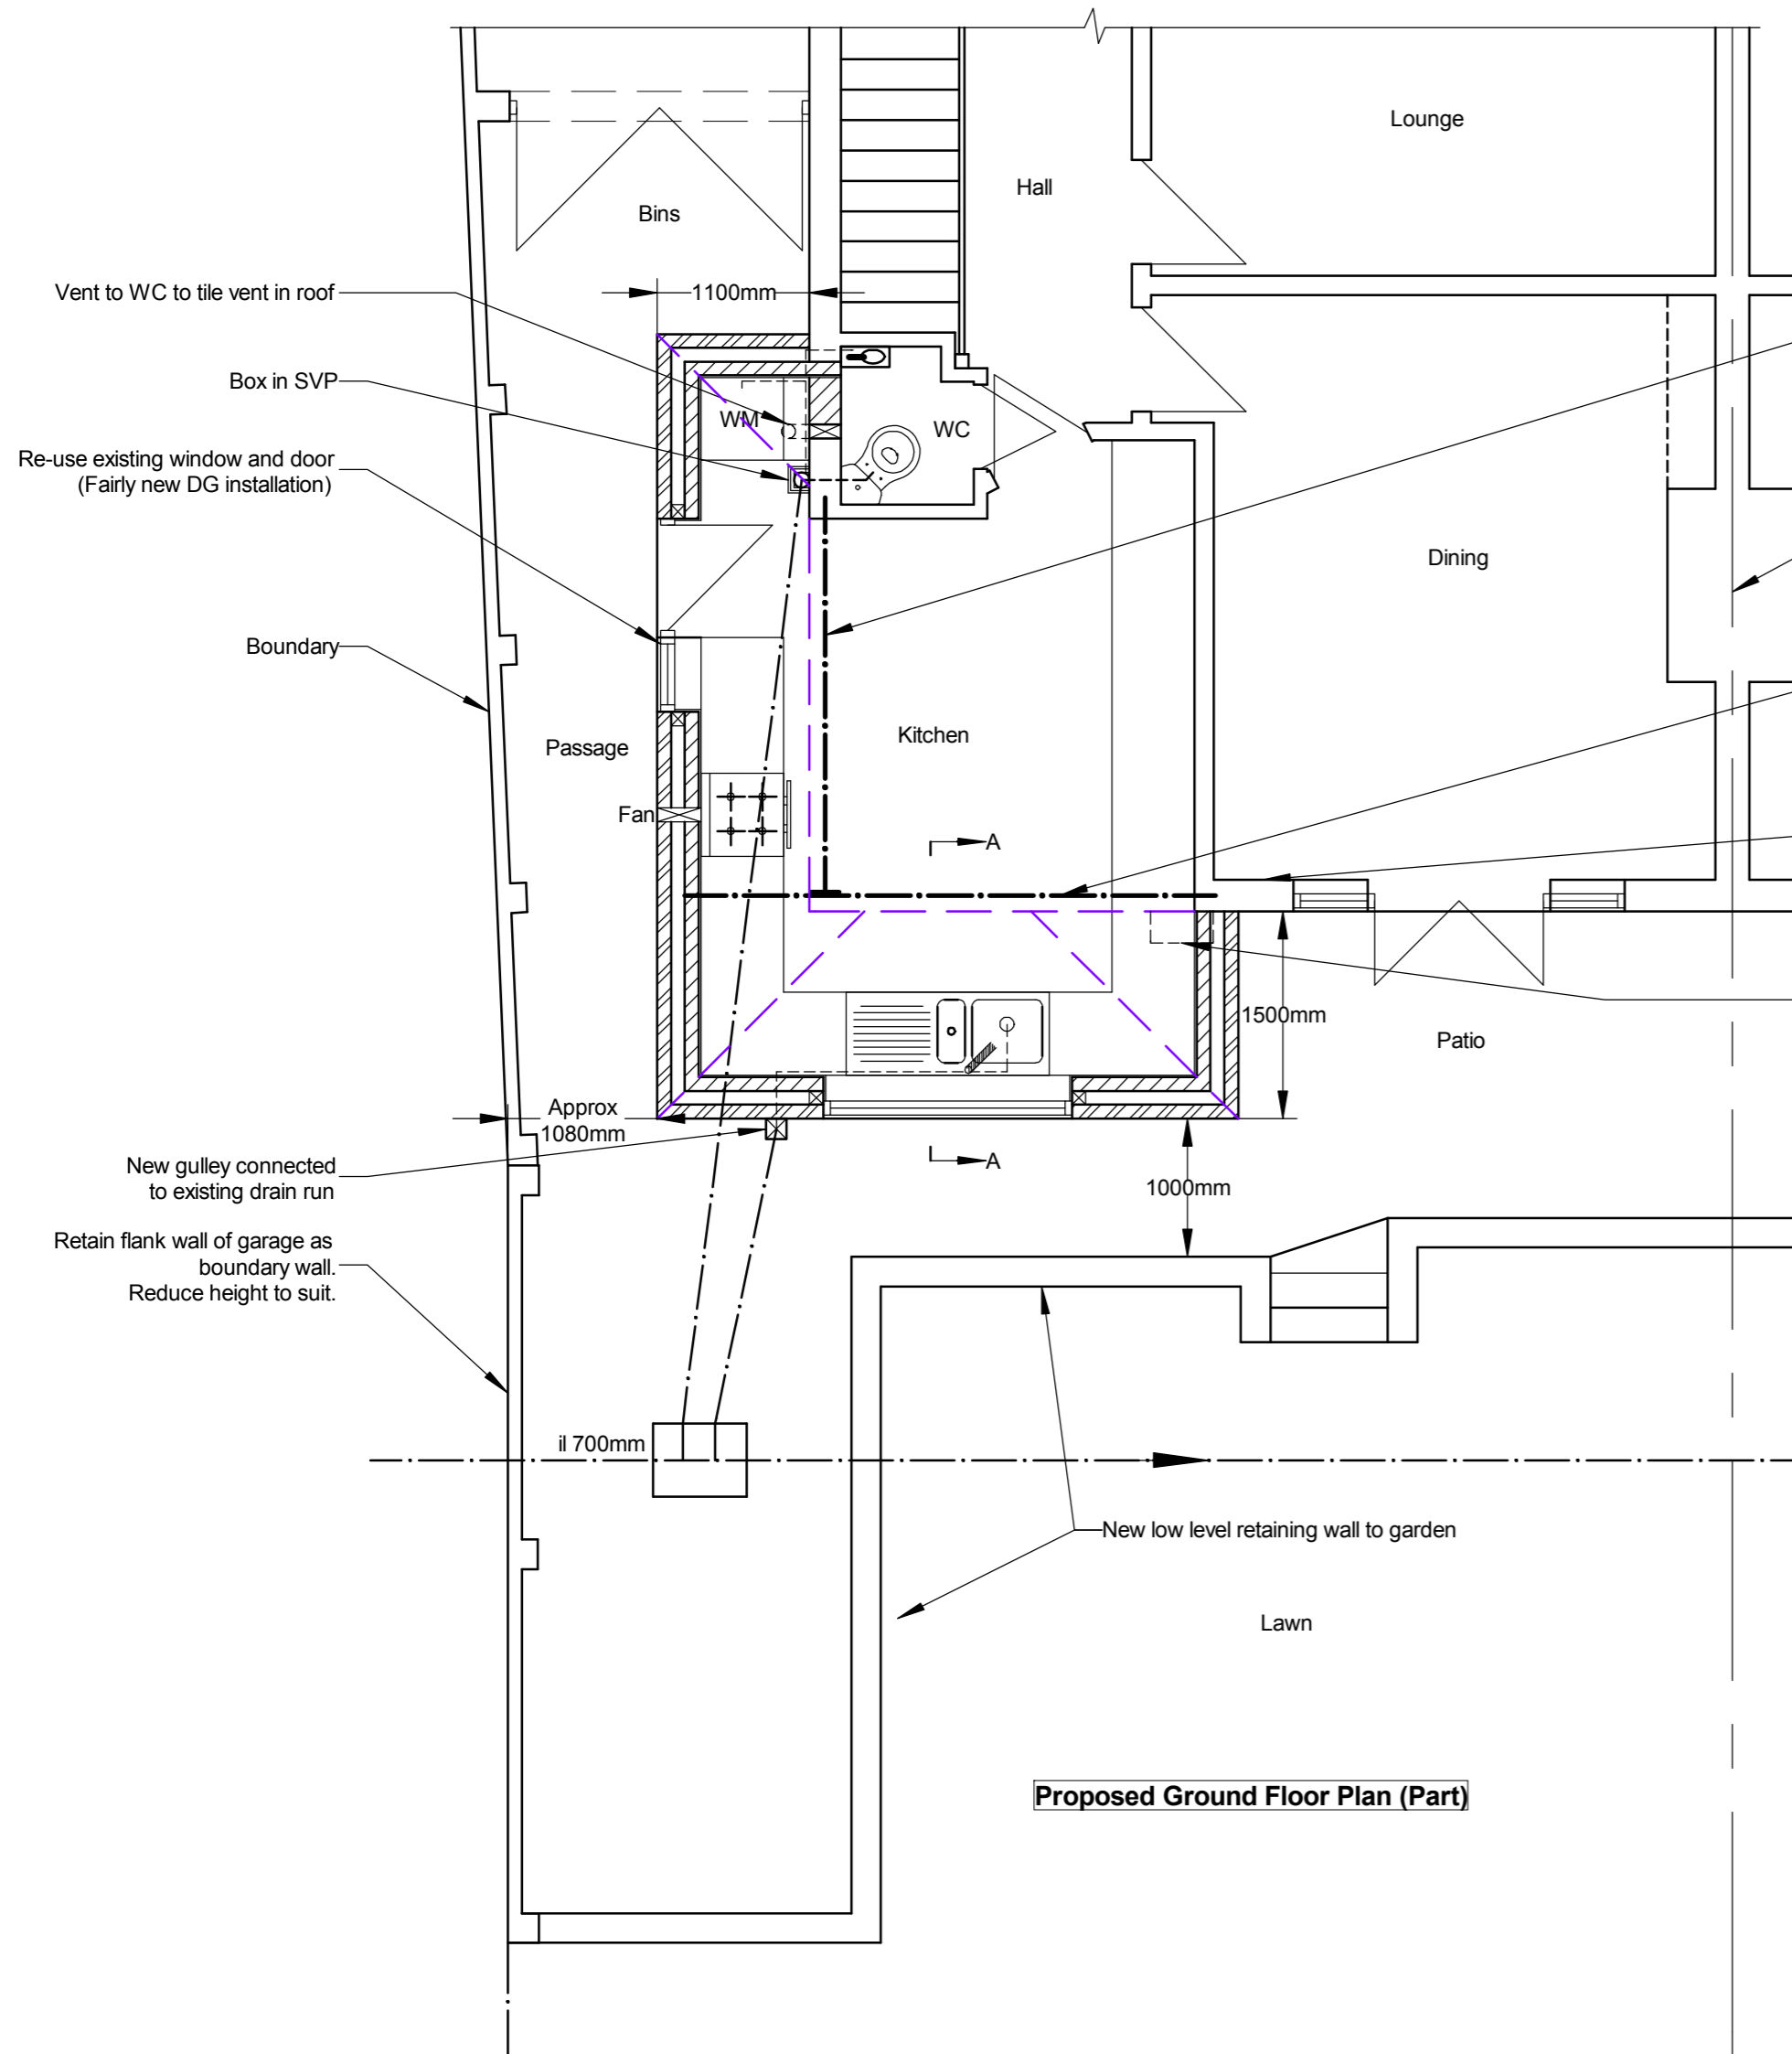 Lounge
Hall
Bins
Vent to WC to tile vent in roof
1100mm
Box in SVP
WM
WC
Re-use existing window and door
(Fairly new DG installation)
Dining
Boundary
Passage
Kitchen
Fan
A
1500mm
Patio
Approx
1080mm
A
New gulley connected
to existing drain run
1000mm
Retain flank wall of garage as
boundary wall.
Reduce height to suit.
il 700mm
New low level retaining wall to garden
Lawn
Proposed Ground Floor Plan (Part)